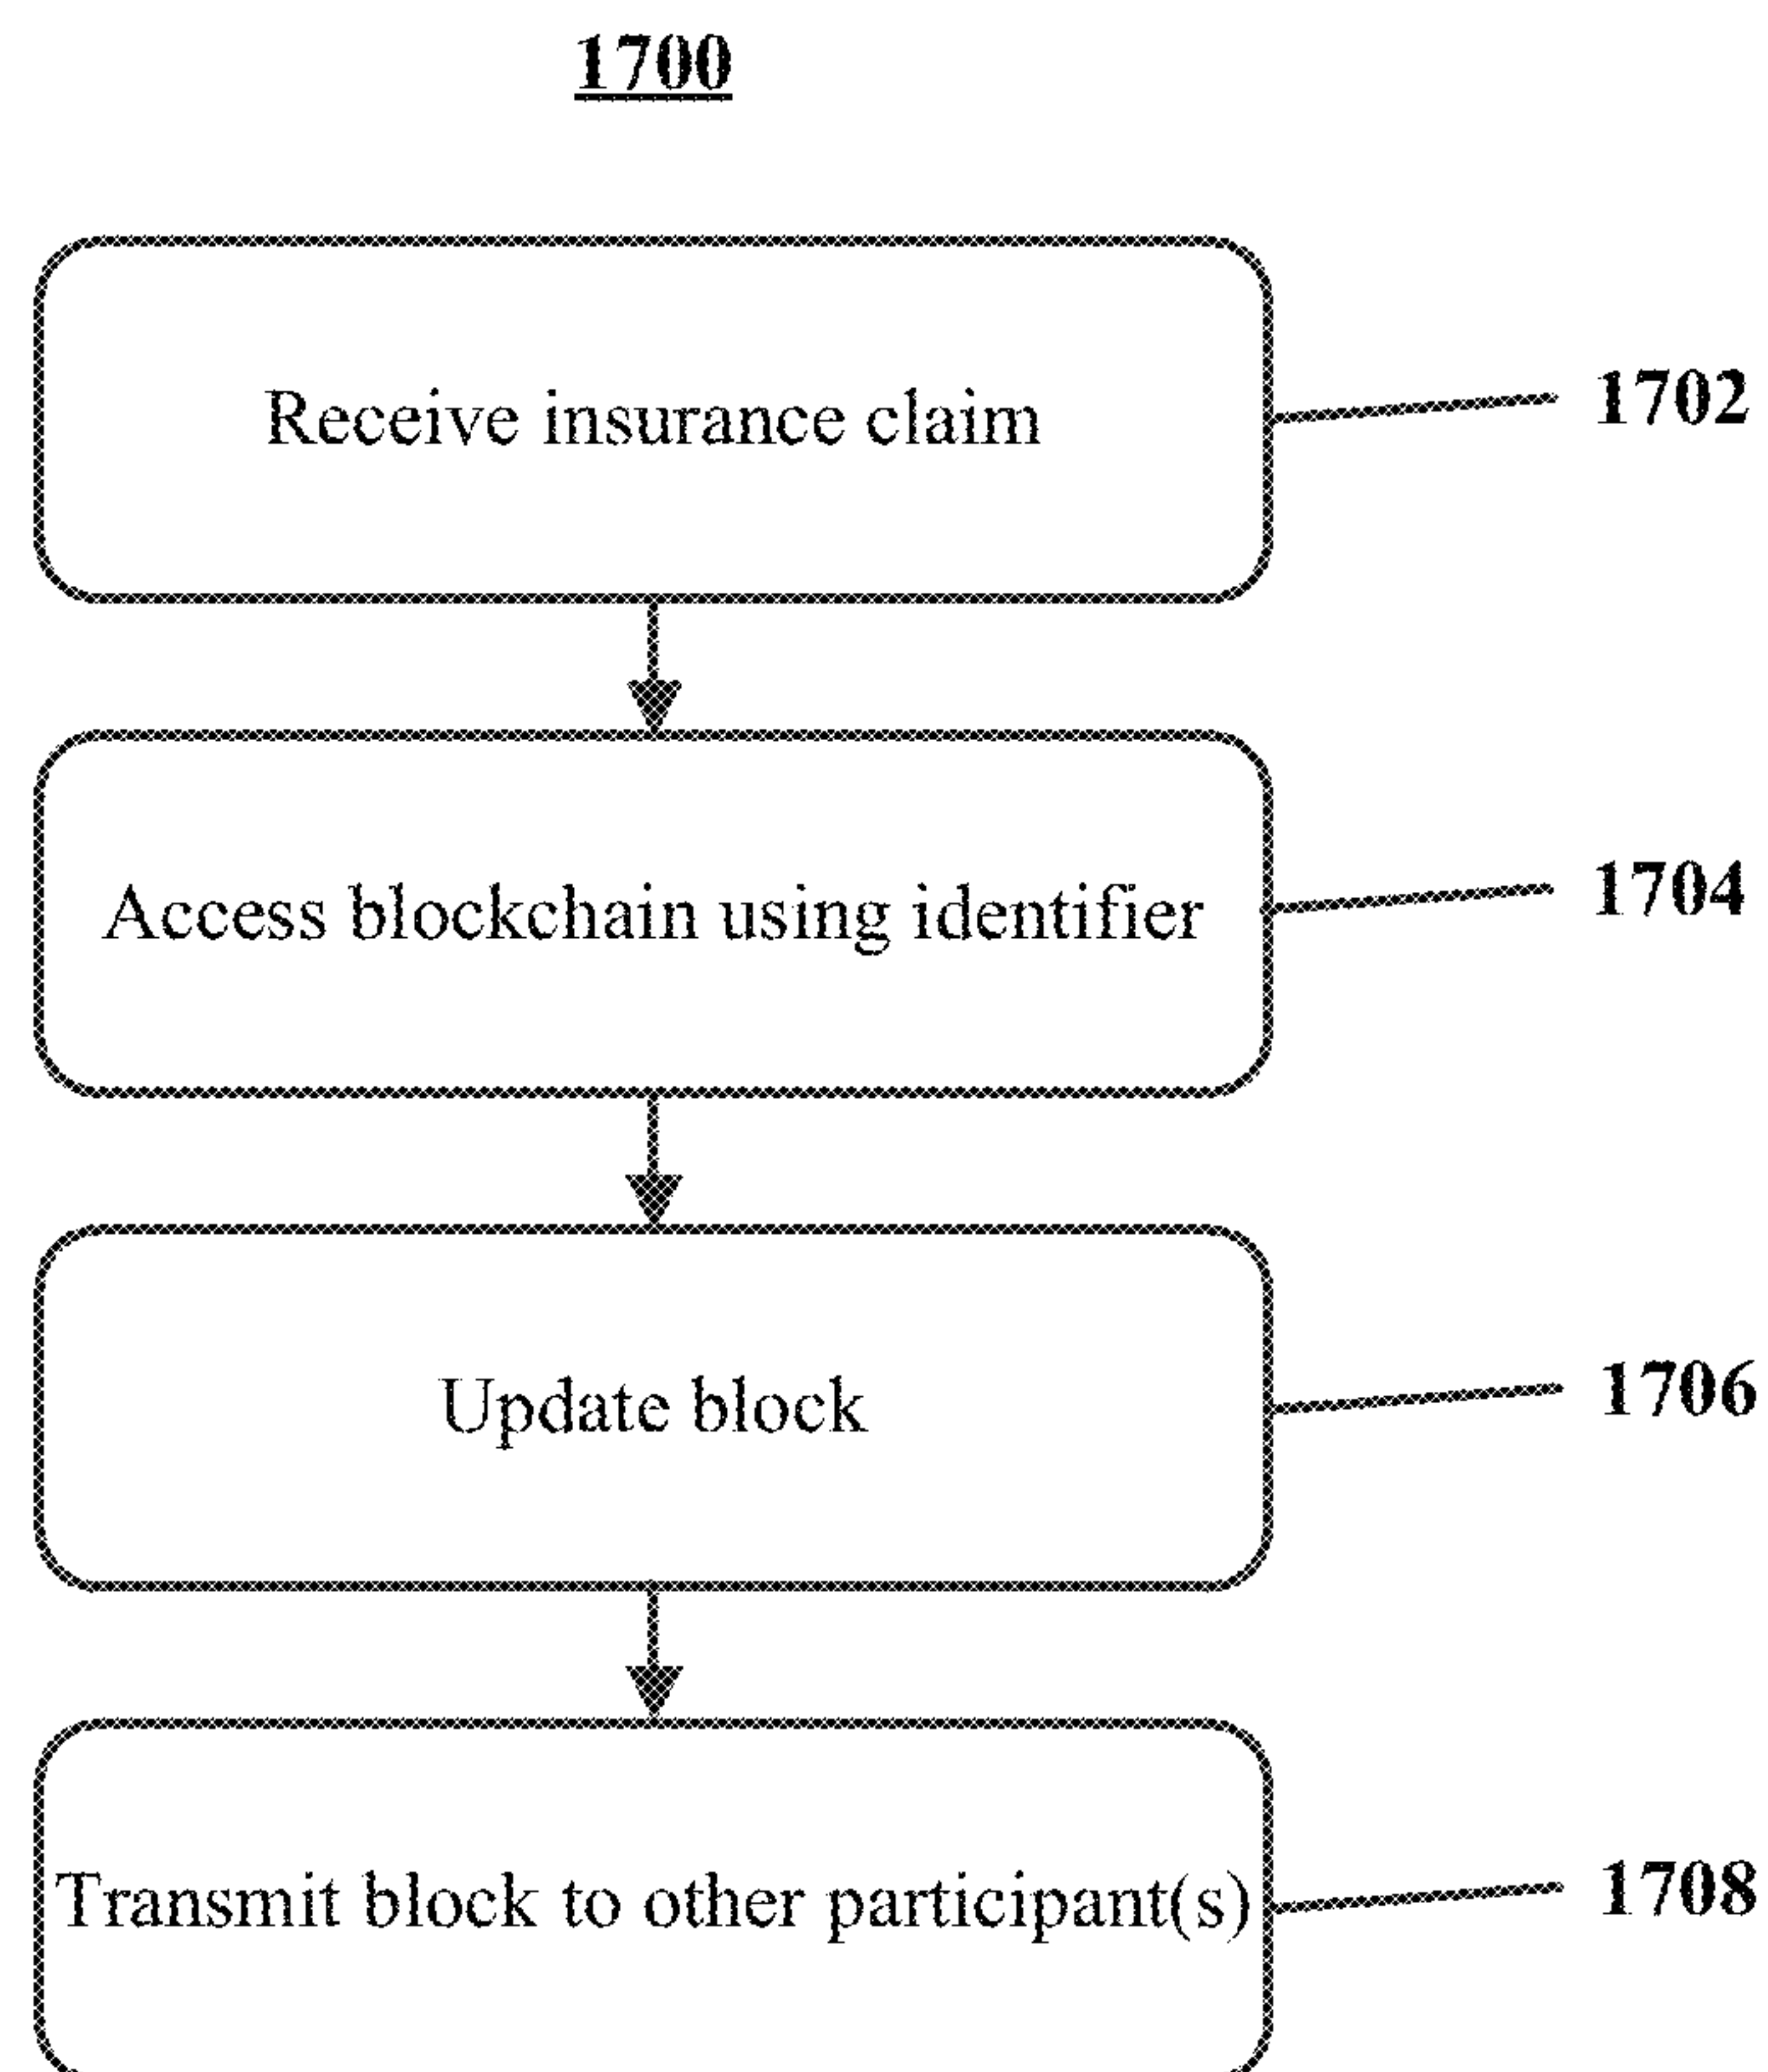 1700
Receive insurance claim
1702
Access blockchain using identifier
1704
Update block
1706
Transmit block to other participant(s)
1708